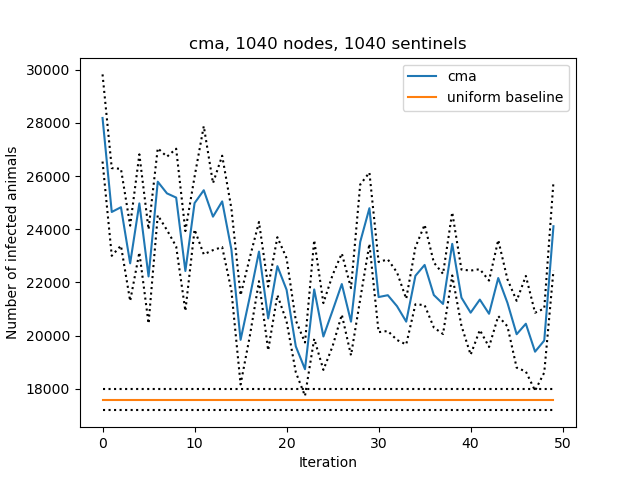 cma, 1040 nodes, 1040 sentinels
30000
28000
26000
24000
22000
20000
18000
Number of infected animals
cma
uniform baseline
0 10 20 30 40 50
Iteration